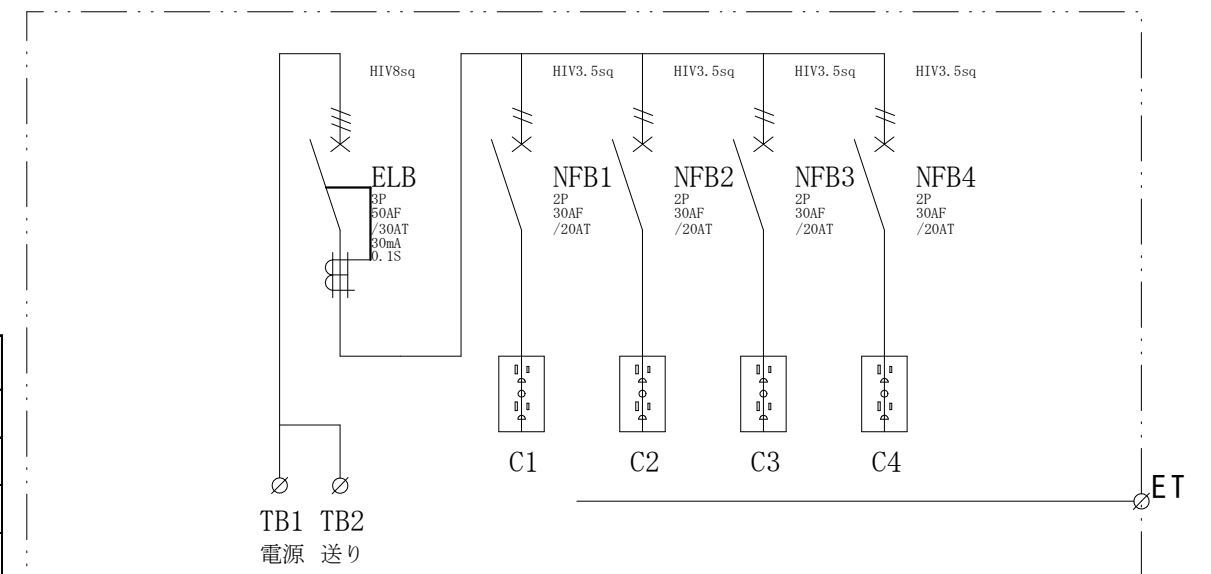 HIV8sq
HIV3.5sq
HIV3.5sq
HIV3.5sq
HIV3.5sq
ELB
3P
50AF
/30AT
30mA
0.1S
NFB1
2P
30AF
/20AT
NFB2
2P
30AF
/20AT
NFB3
2P
30AF
/20AT
NFB4
2P
30AF
/20AT
C1
C2
C3
C4
ET
TB1
電源
TB2
送り